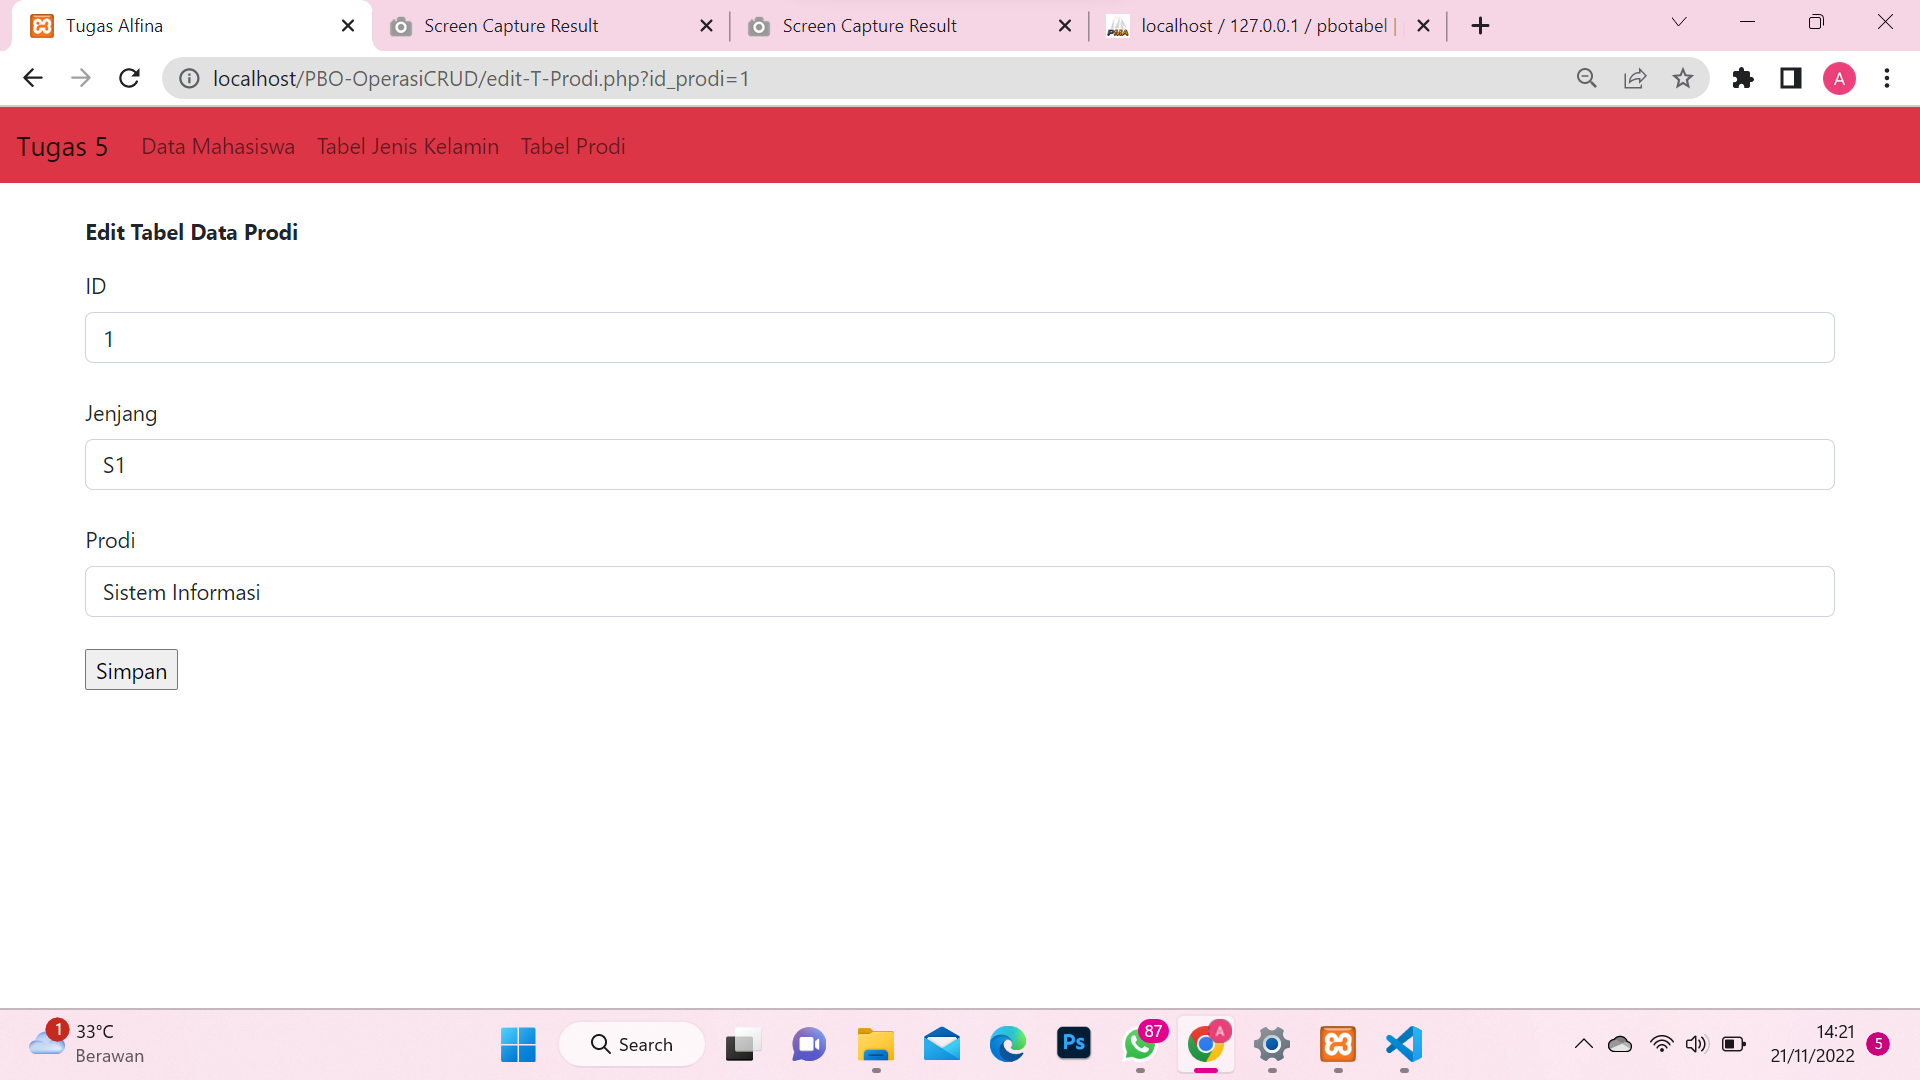 Tugas Alfina
Screen Capture Result
Screen Capture Result
localhost / 127.0.0.1 / pbotabel |
localhost/PBO-OperasiCRUD/edit-T-Prodi.php?id_prodi=1
A
Tugas 5
Data Mahasiswa
Tabel Jenis Kelamin
Tabel Prodi
Edit Tabel Data Prodi
ID
1
Jenjang
S1
Prodi
Sistem Informasi
Simpan
1
33°C
Berawan
Search
Ps
87
A
14:21
21/11/2022
5